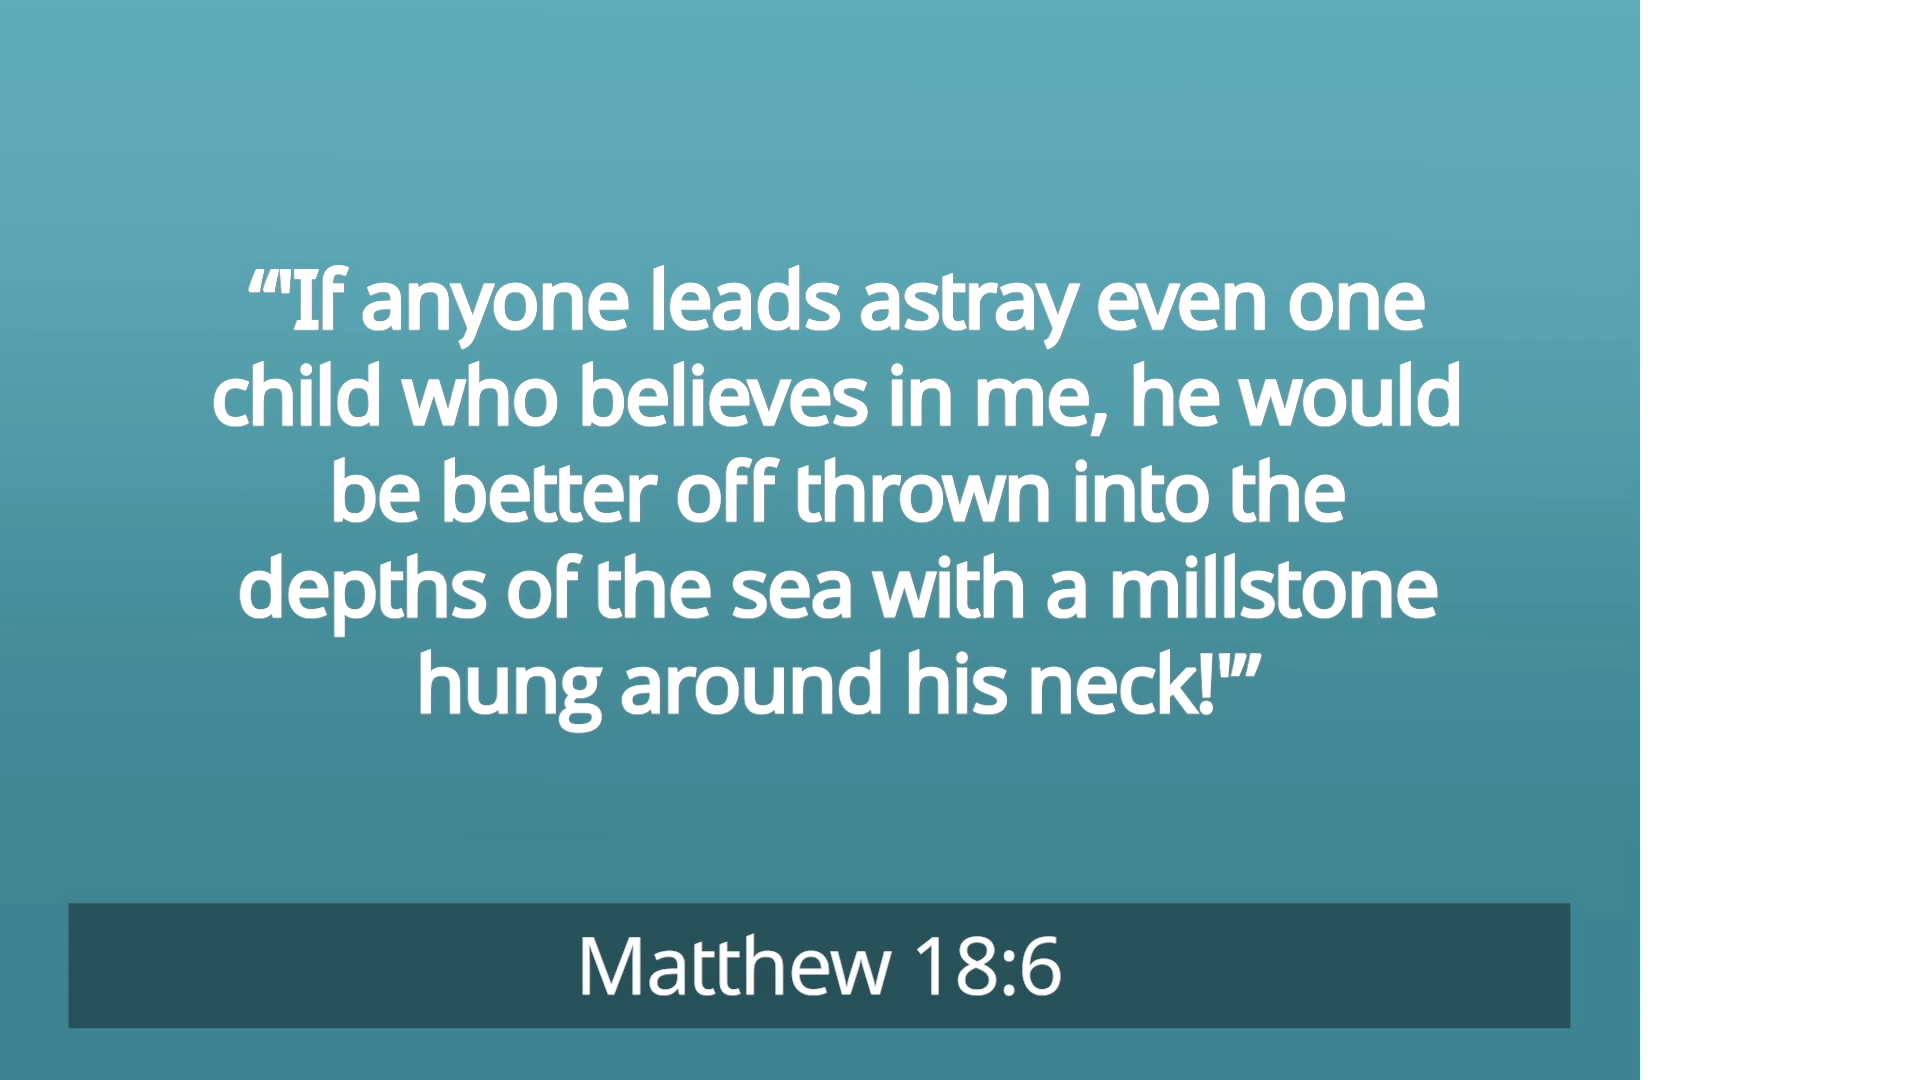 “'If anyone leads astray even one
child who believes in me, he would
be better off thrown into the
depths of the sea with a millstone
hung around his neck!'”
Matthew 18:6